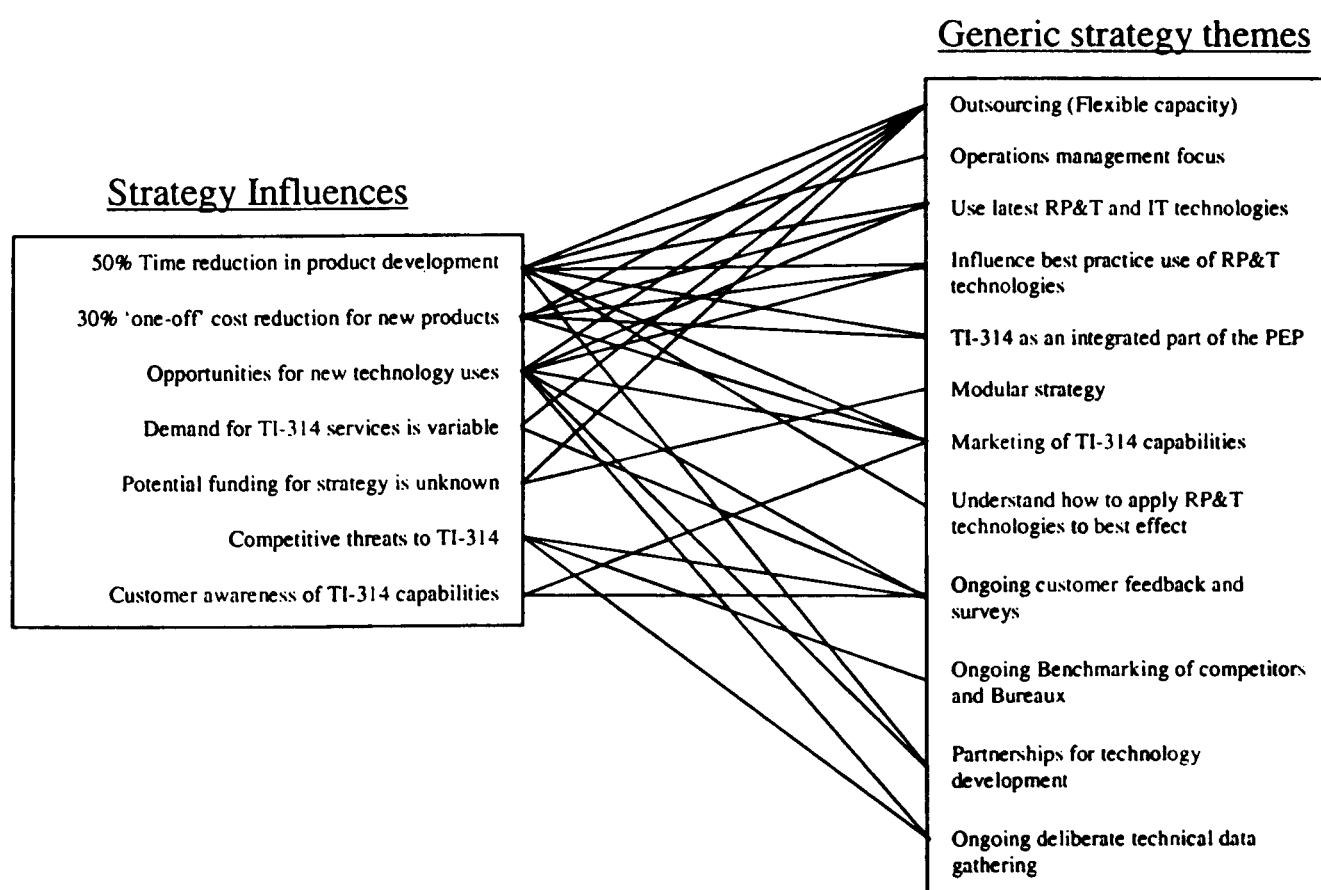 Generic strategy themes
Strategy Influences
50% Time reduction in product development
30% 'one-off' cost reduction for new products
Opportunities for new technology uses
Demand for TI-314 services is variable
Potential funding for strategy is unknown
Competitive threats to TI-314
Customer awareness of TI-314 capabilities
Outsourcing (Flexible capacity)
Operations management focus
Use latest RP&T and IT technologies
Influence best practice use of RP&T
technologies
TI-314 as an integrated part of the PEP
Modular strategy
Marketing of TI-314 capabilities
Understand how to apply RP&T
technologies to best effect
Ongoing customer feedback and
surveys
Ongoing Benchmarking of competitors
and Bureaux
Partnerships for technology
development
Ongoing deliberate technical data
gathering